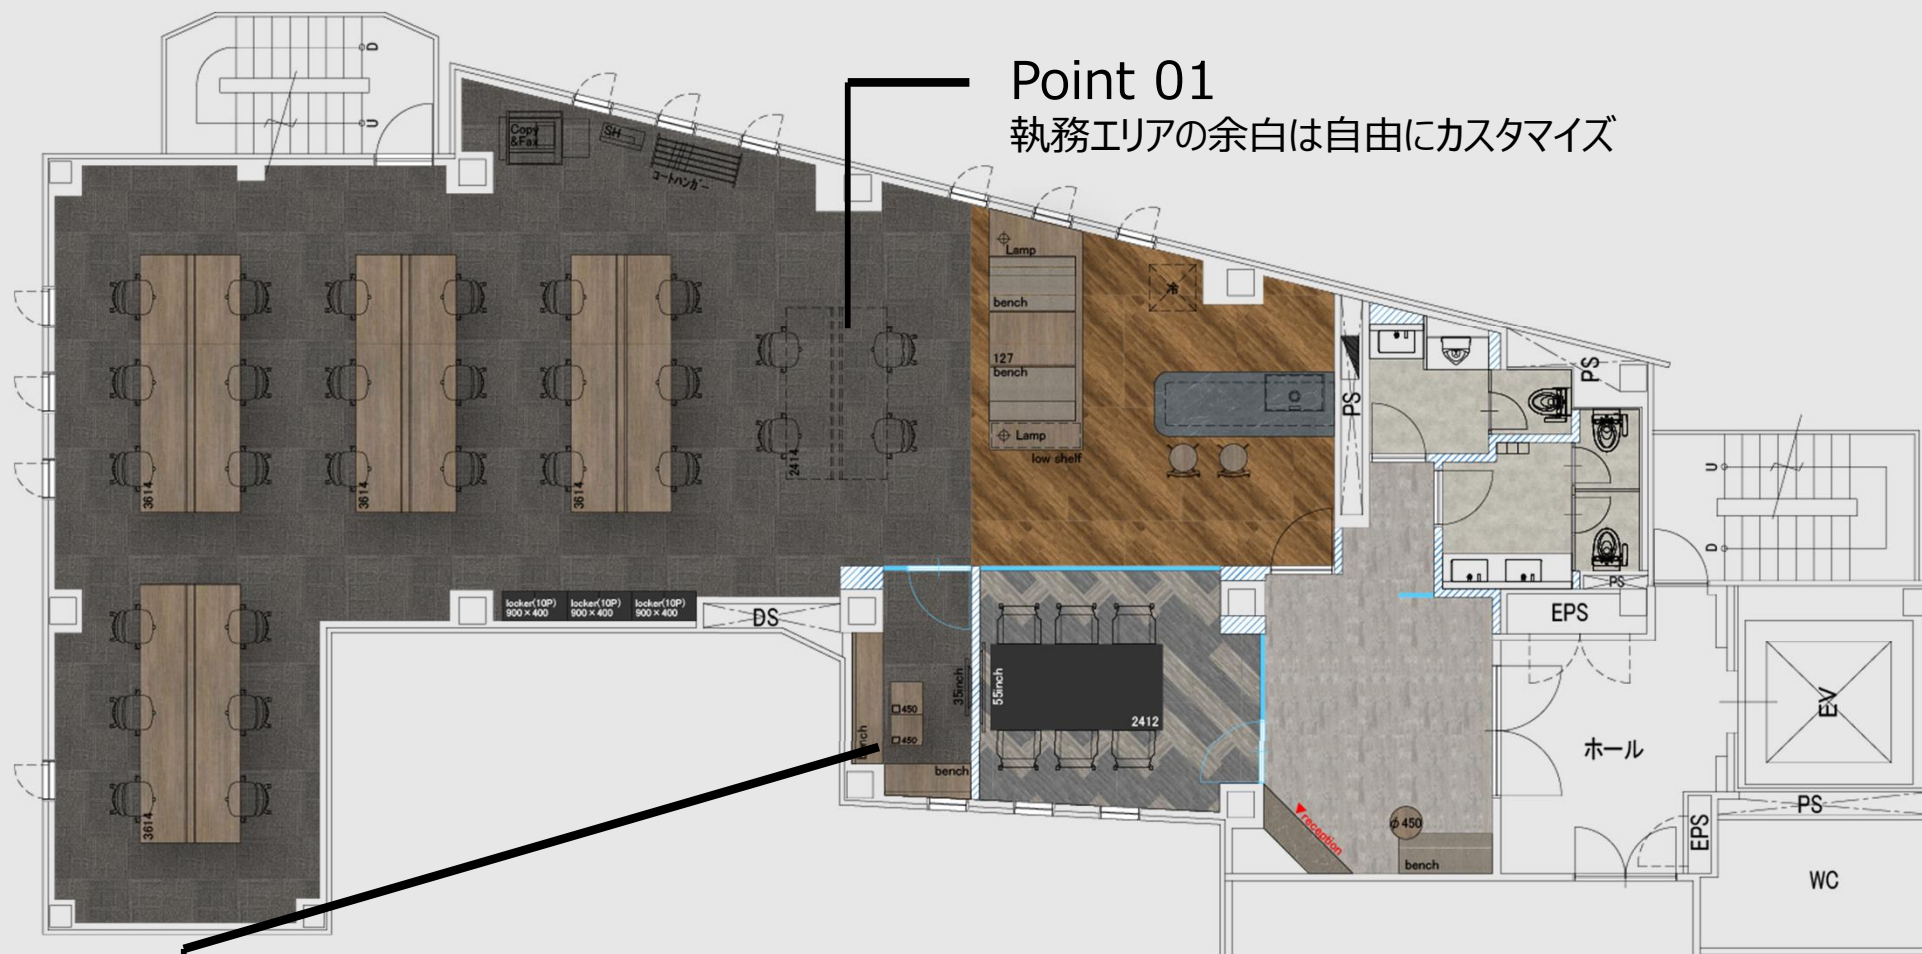 Point 01
執務エリアの余白は自由にカスタマイズ
D
U
Copy
&Fax
SH
コートハンガー
Lamp
bench
127
bench
Lamp
low shelf
冷
PS
PS
3614
3614
3614
2414
3614
locker(10P)
900×400
locker(10P)
900×400
locker(10P)
900×400
DS
PS
EPS
U
D
□450
□450
35inch
bench
bench
55inch
2412
reception
φ450
bench
ホール
EV
PS
EPS
WC